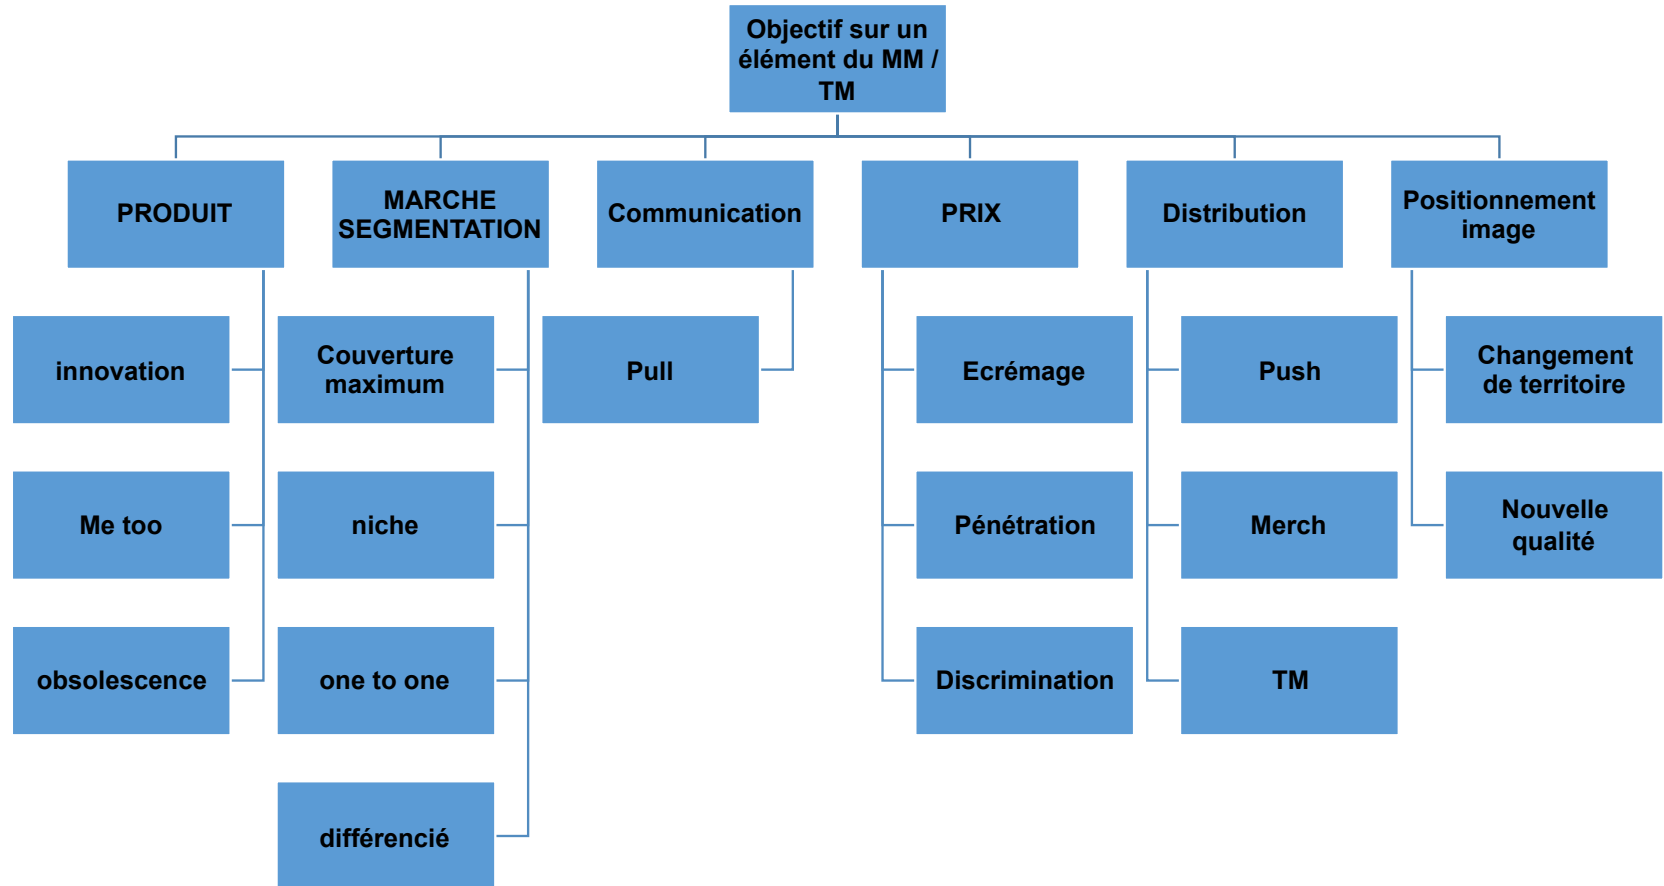 Objectif sur un
élément du MM /
TM
PRODUIT
MARCHE
SEGMENTATION
Communication
PRIX
Distribution
Positionnement
image
innovation
Couverture
maximum
Pull
Ecrémage
Push
Changement
de territoire
Me too
niche
Pénétration
Merch
Nouvelle
qualité
obsolescence
one to one
Discrimination
TM
différencié